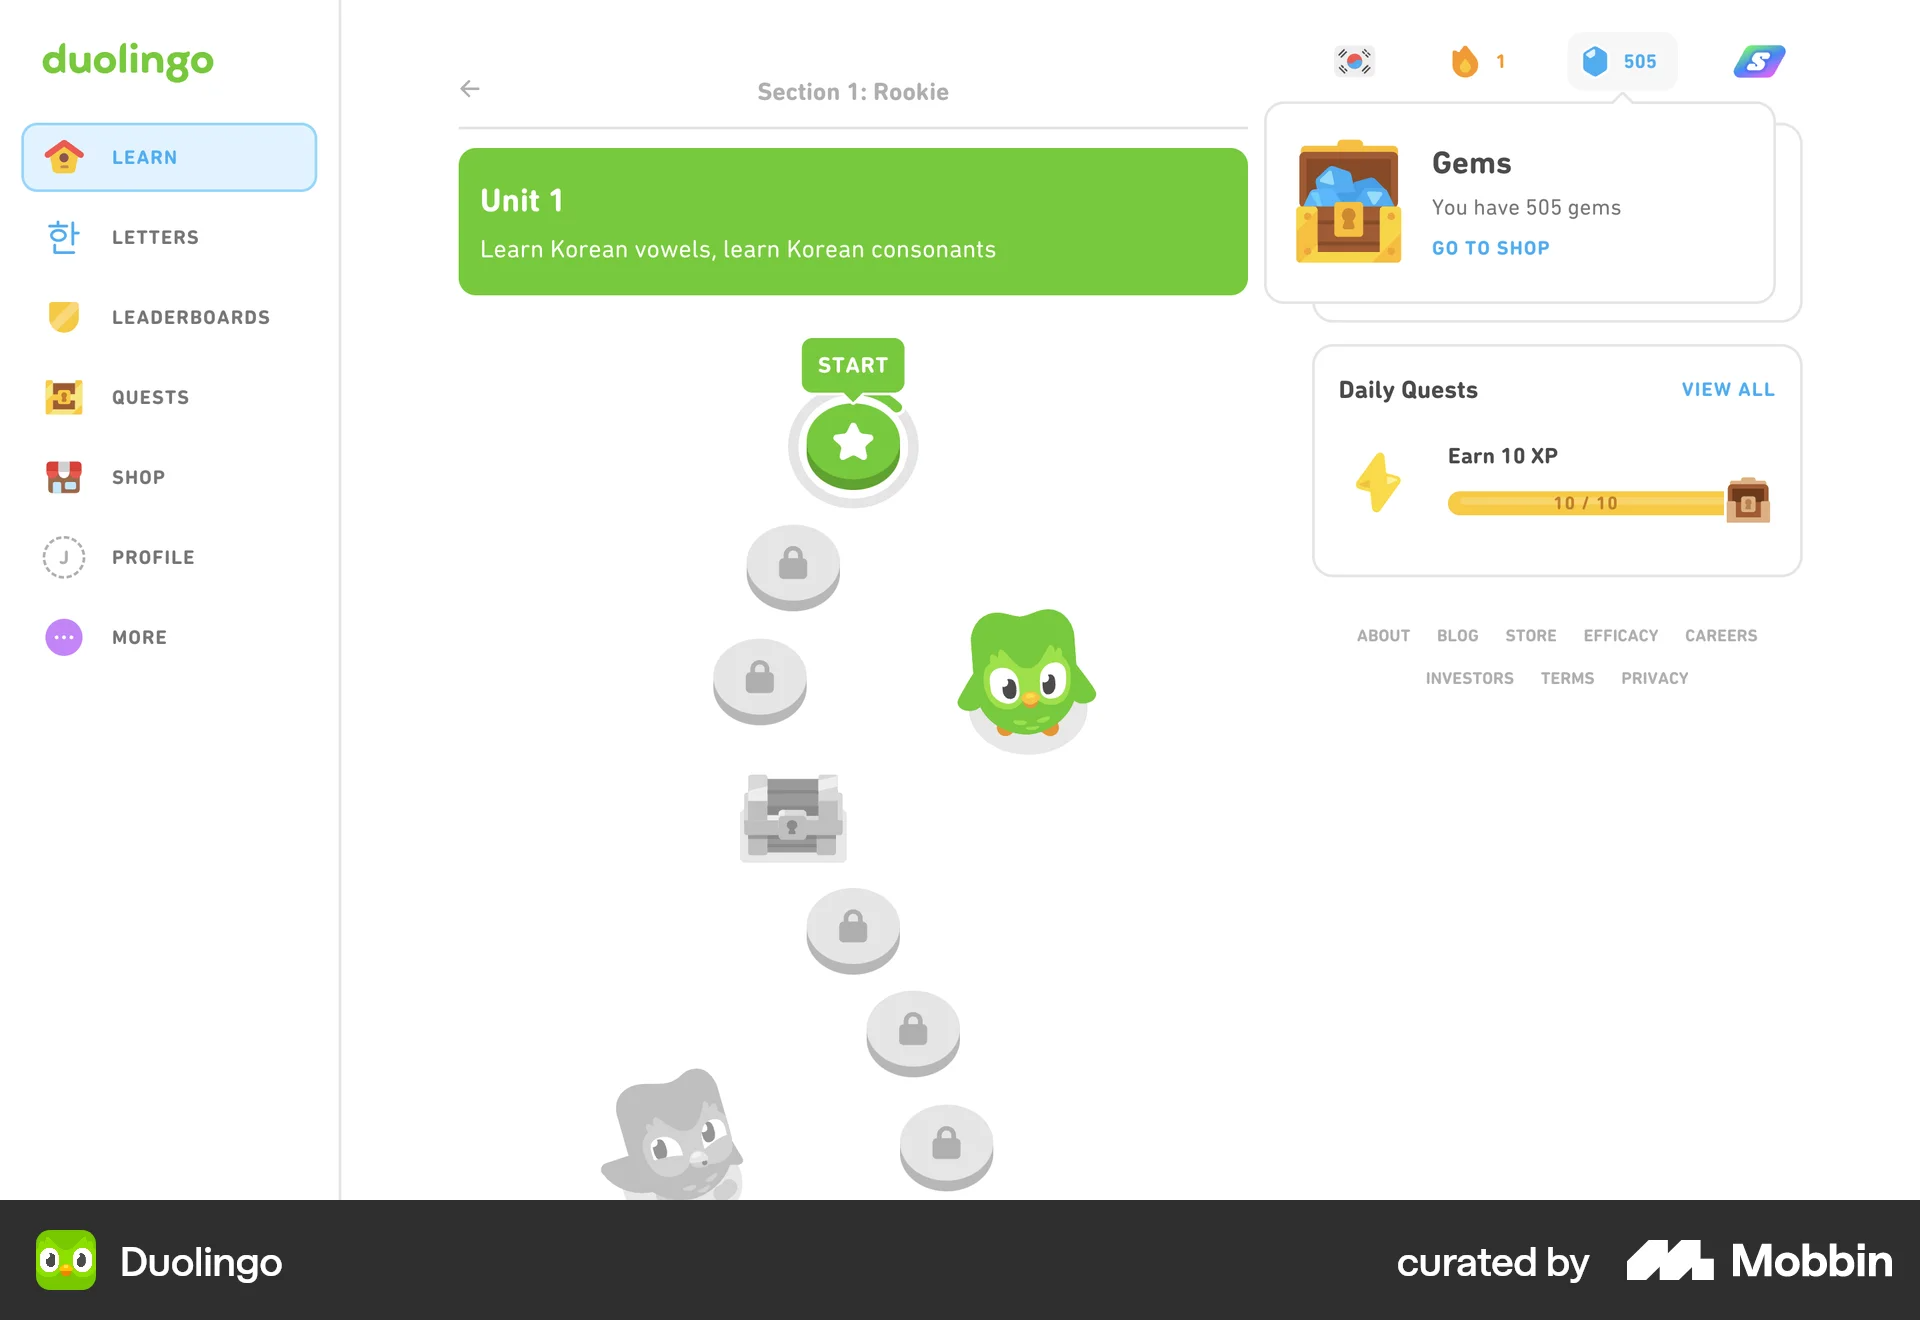 duolingo
LEARN
한
LETTERS
LEADERBOARDS
QUESTS
SHOP
J
PROFILE
MORE
Section 1: Rookie
Unit 1
Learn Korean vowels, learn Korean consonants
START
1
505
S
Gems
You have 505 gems
GO TO SHOP
Daily Quests
VIEW ALL
Earn 10 XP
10 / 10
ABOUT BLOG STORE EFFICACY CAREERS
INVESTORS TERMS PRIVACY
Duolingo
curated by Mobbin